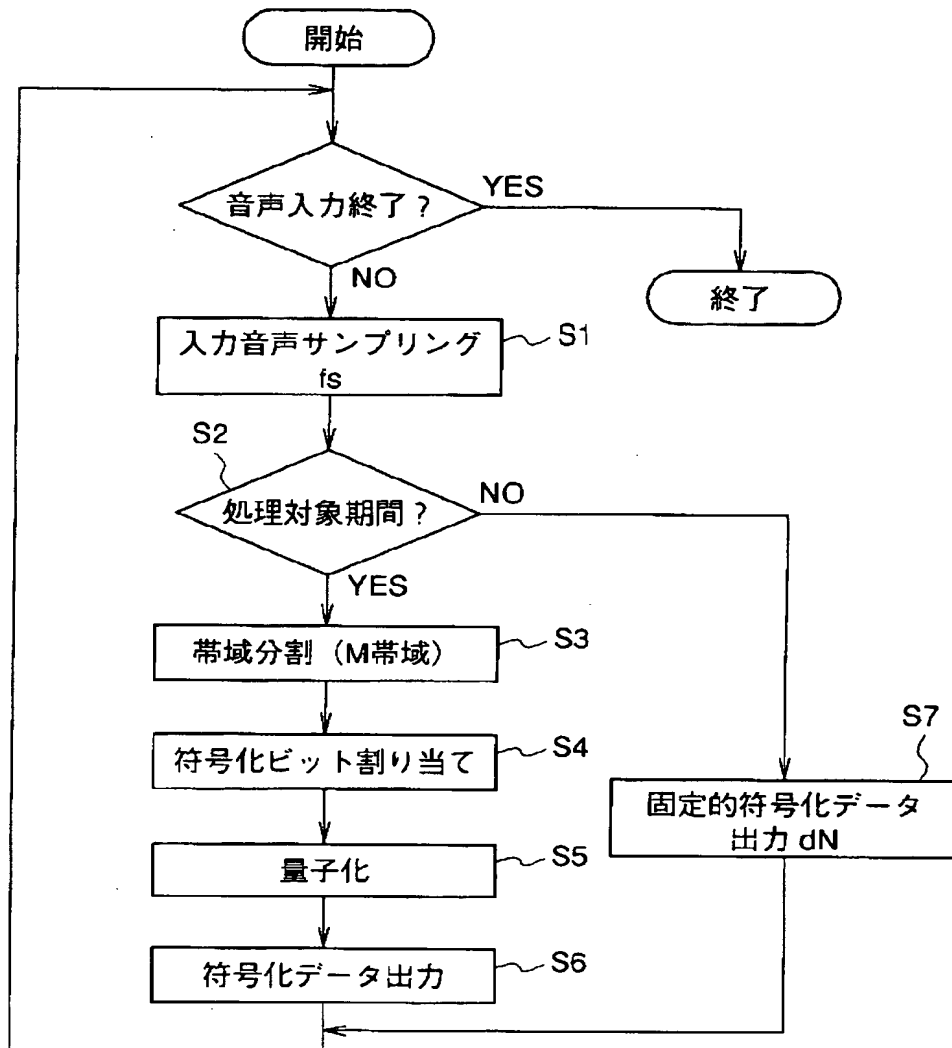 開始
音声入力終了?
YES
NO
終了
入力音声サンプリング
fs
S1
S2
処理対象期間?
NO
YES
帯域分割(M帯域)
S3
符号化ビット割り当て
S4
S7
固定的符号化データ
出力 dN
量子化
S5
符号化データ出力
S6